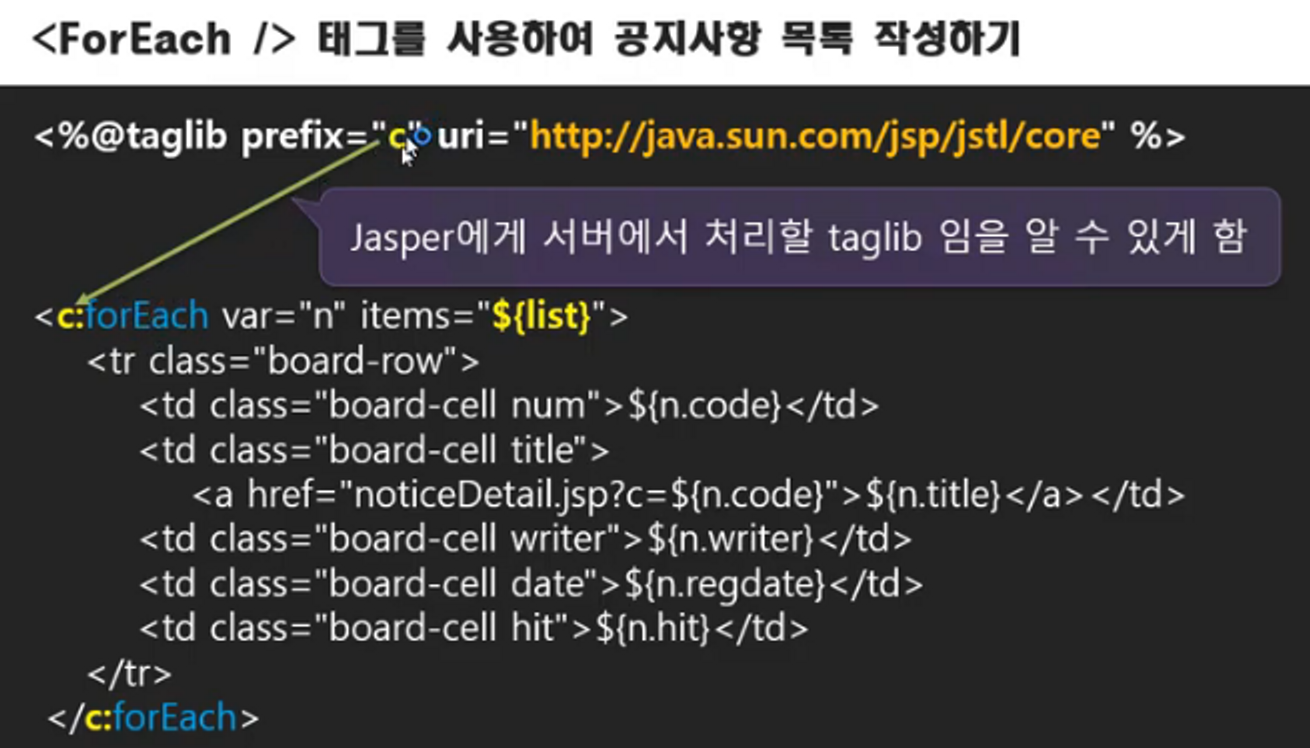 <ForEach /> 태그를 사용하여 공지사항 목록 작성하기
<%@taglib prefix="c" uri="http://java.sun.com/jsp/jstl/core" %>
Jasper에게 서버에서 처리할 taglib 임을 알 수 있게 함
<c:forEach var="n" items="${list}">
<tr class="board-row">
<td class="board-cell num">${n.code}</td>
<td class="board-cell title">
<a href="noticeDetail.jsp?c=${n.code}">${n.title}</a></td>
<td class="board-cell writer">${n.writer}</td>
<td class="board-cell date">${n.regdate}</td>
<td class="board-cell hit">${n.hit}</td>
</tr>
</c:forEach>